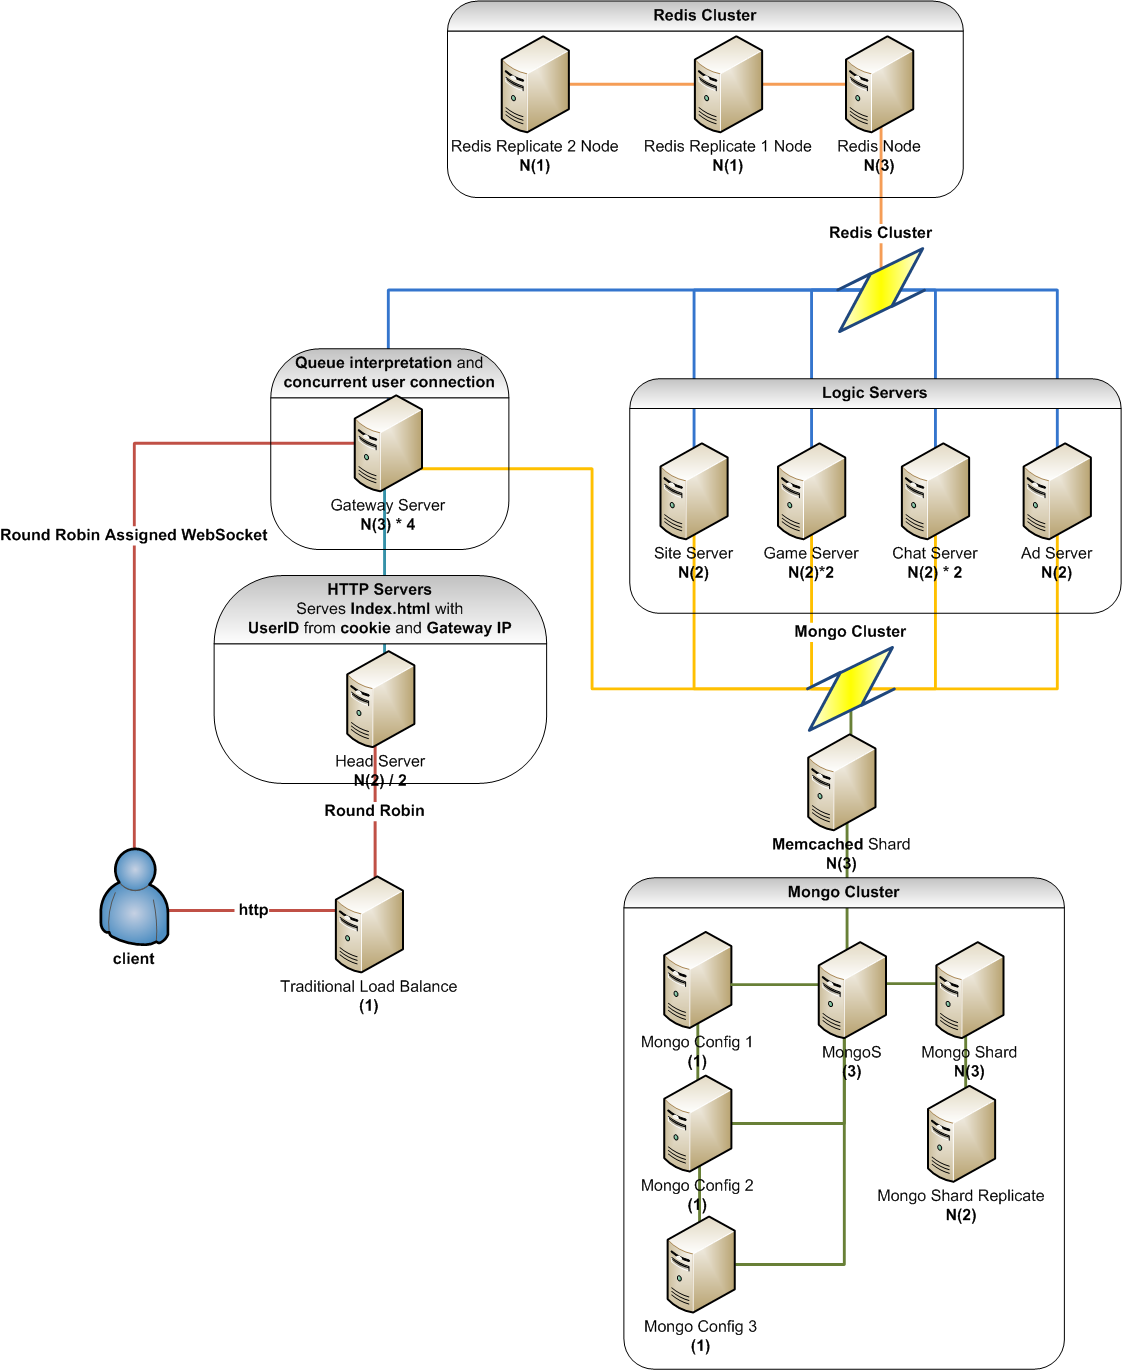 Redis Cluster
Redis Replicate 2 Node
N(1)
Redis Replicate 1 Node
N(1)
Redis Node
N(3)
Redis Cluster
Queue interpretation and
concurrent user connection
Gateway Server
N(3) * 4
Logic Servers
Site Server
N(2)
Game Server
N(2)*2
Chat Server
N(2) * 2
Ad Server
N(2)
Round Robin Assigned WebSocket
HTTP Servers
Serves Index.html with
UserID from cookie and Gateway IP
Head Server
N(2) / 2
Round Robin
Mongo Cluster
Memcached Shard
N(3)
client
http
Traditional Load Balance
(1)
Mongo Cluster
Mongo Config 1
(1)
MongoS
(3)
Mongo Shard
N(3)
Mongo Config 2
(1)
Mongo Shard Replicate
N(2)
Mongo Config 3
(1)